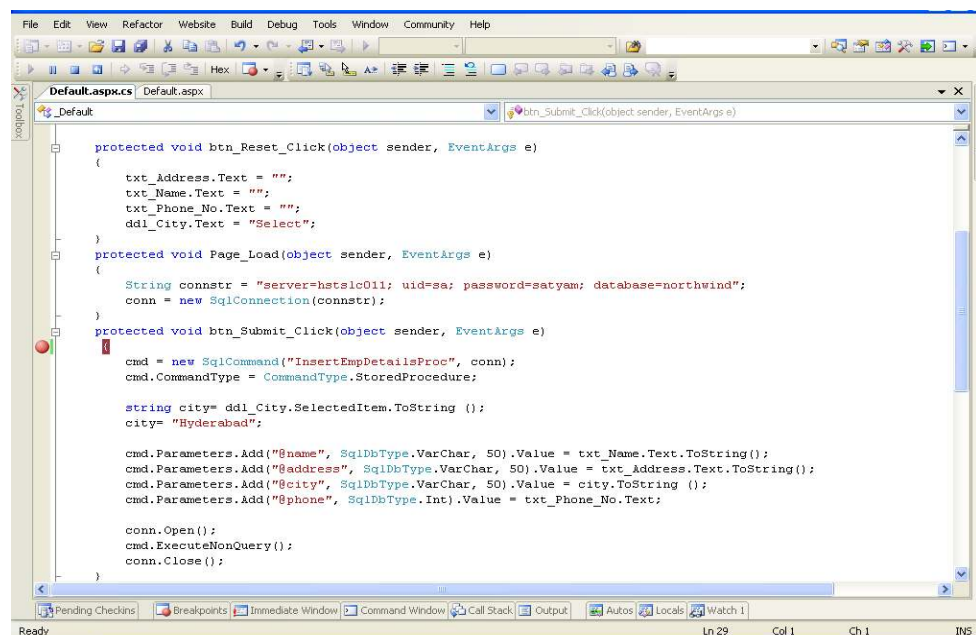 File Edit View Refactor Website Build Debug Tools Window Community Help
Hex
Toolbox
Default.aspx.cs Default.aspx
_Default btn_Submit_Click(object sender, EventArgs e)
protected void btn_Reset_Click(object sender, EventArgs e)
{
txt_Address.Text = "";
txt_Name.Text = "";
txt_Phone_No.Text = "";
ddl_City.Text = "Select";
}
protected void Page_Load(object sender, EventArgs e)
{
String connstr = "server=hstslc011; uid=sa; password=satyam; database=northwind";
conn = new SqlConnection(connstr);
}
protected void btn_Submit_Click(object sender, EventArgs e)
{
cmd = new SqlCommand("InsertEmpDetailsProc", conn);
cmd.CommandType = CommandType.StoredProcedure;
string city= ddl_City.SelectedItem.ToString ();
city= "Hyderabad";
cmd.Parameters.Add("@name", SqlDbType.VarChar, 50).Value = txt_Name.Text.ToString();
cmd.Parameters.Add("@address", SqlDbType.VarChar, 50).Value = txt_Address.Text.ToString();
cmd.Parameters.Add("@city", SqlDbType.VarChar, 50).Value = city.ToString ();
cmd.Parameters.Add("@phone", SqlDbType.Int).Value = txt_Phone_No.Text;
conn.Open();
cmd.ExecuteNonQuery();
conn.Close();
}
Pending Checkins Breakpoints Immediate Window Command Window Call Stack Output Autos Locals Watch 1
Ready Ln 29 Col 1 Ch 1 INS